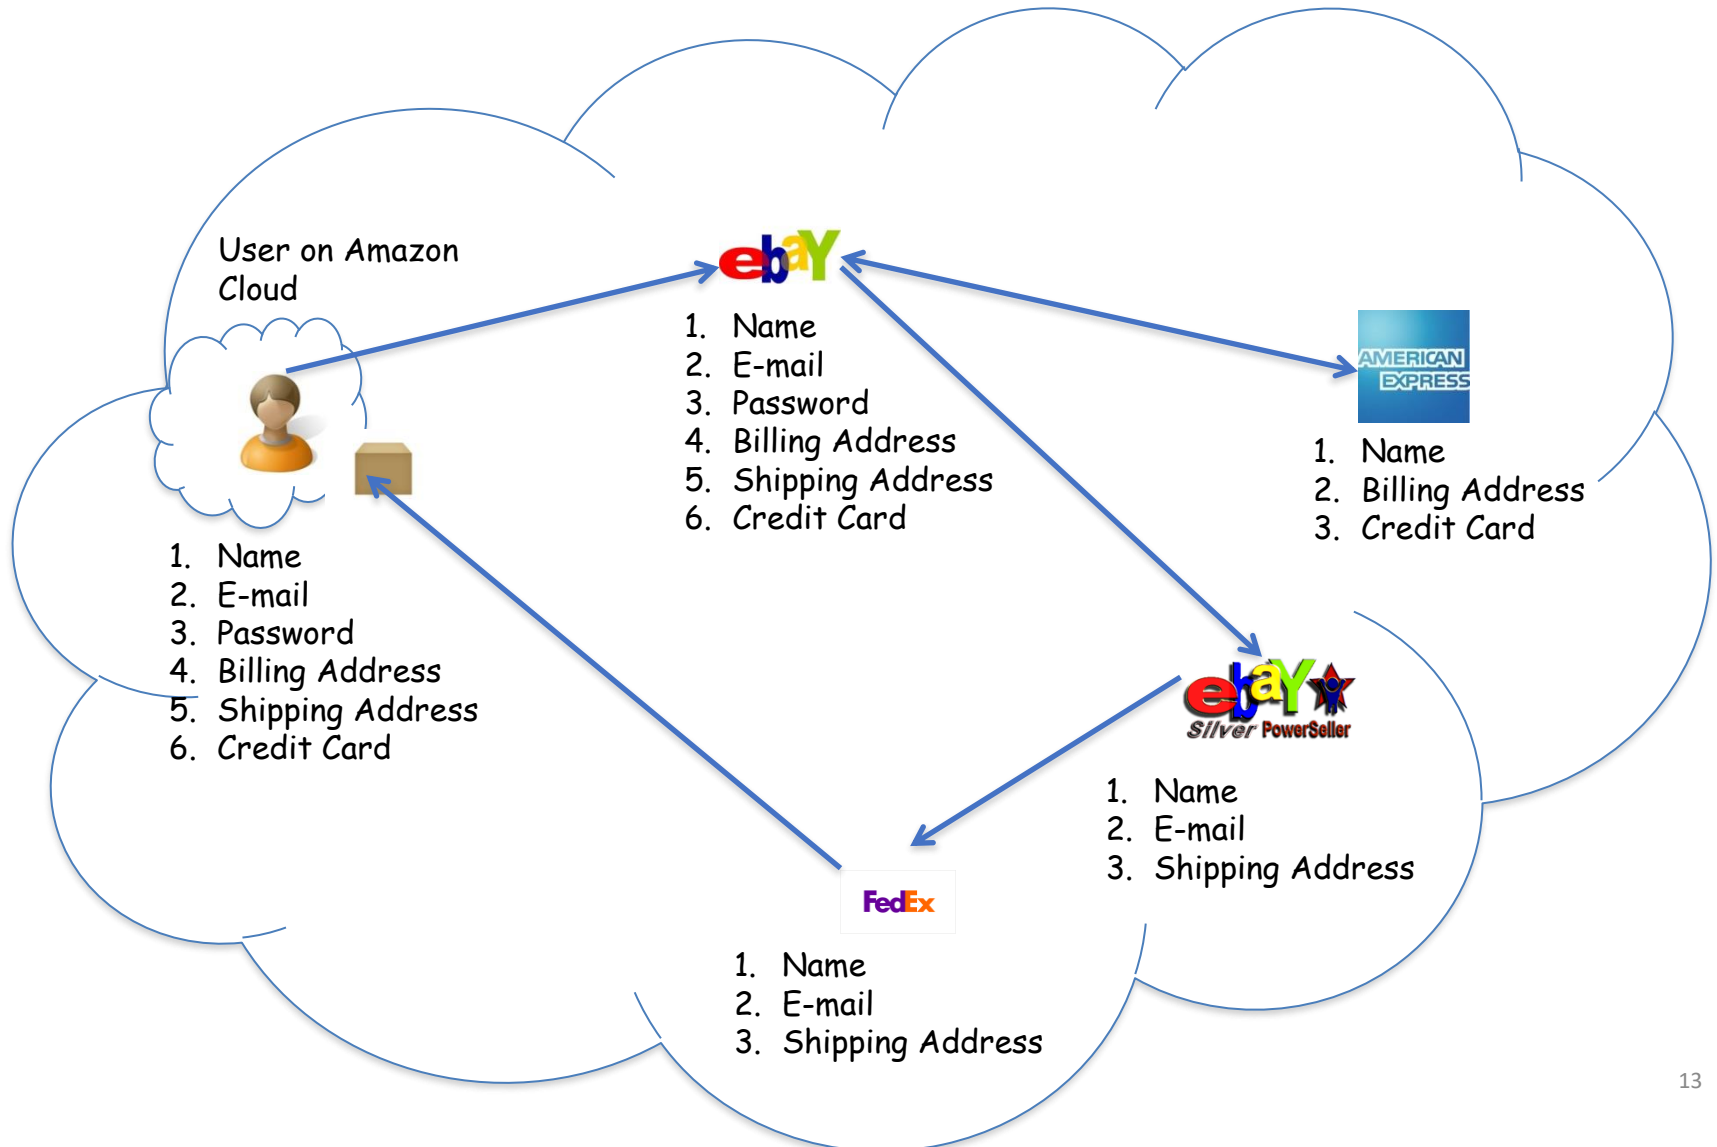 User on Amazon
Cloud
ebaY
1. Name
2. E-mail
3. Password
4. Billing Address
5. Shipping Address
6. Credit Card
AMERICAN
EXPRESS
1. Name
2. Billing Address
3. Credit Card
1. Name
2. E-mail
3. Password
4. Billing Address
5. Shipping Address
6. Credit Card
ebaY
Silver PowerSeller
1. Name
2. E-mail
3. Shipping Address
FedEx
1. Name
2. E-mail
3. Shipping Address
13